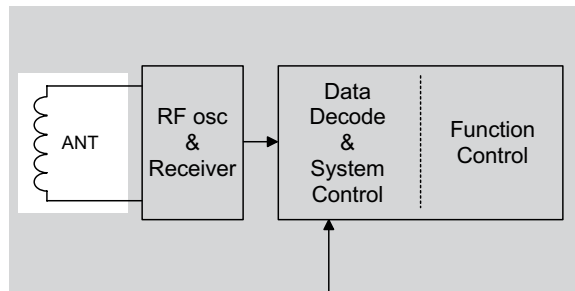 ANT
RF osc
&
Receiver
Data
Decode
&
System
Control
Function
Control